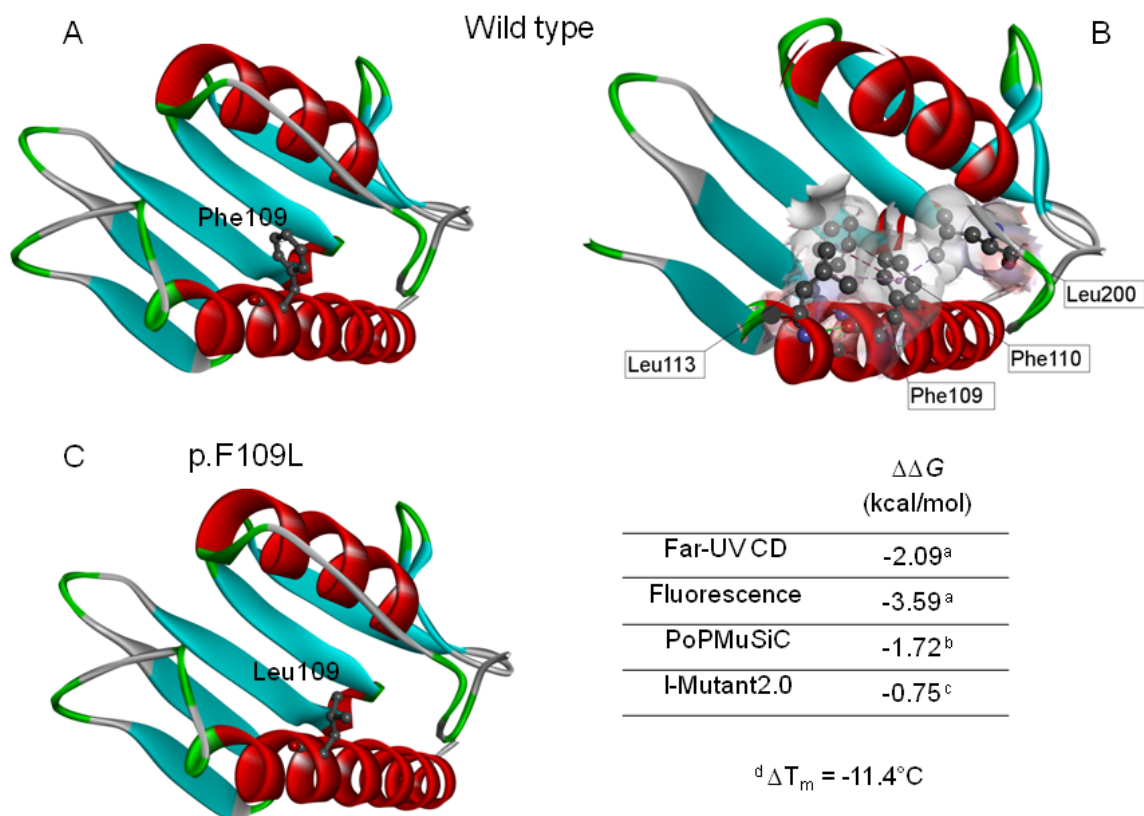 A
Wild type
B
Phe109
Leu200
Leu113
Phe110
Phe109
C
p.F109L
Leu109
ΔΔG
(kcal/mol)
Far-UV CD -2.09ᵃ
Fluorescence -3.59ᵃ
PoPMuSiC -1.72ᵇ
I-Mutant2.0 -0.75ᶜ
ᵈ ΔTₘ = -11.4°C